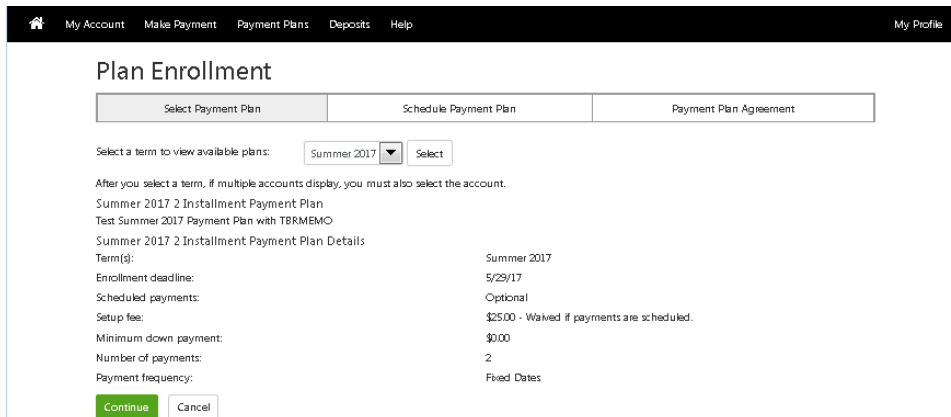 My Account Make Payment Payment Plans Deposits Help My Profile
Plan Enrollment
Select Payment Plan Schedule Payment Plan Payment Plan Agreement
Select a term to view available plans: Summer 2017 Select
After you select a term, if multiple accounts display, you must also select the account.
Summer 2017 2 Installment Payment Plan
Test Summer 2017 Payment Plan with TBRMEMO
Summer 2017 2 Installment Payment Plan Details
Term(s): Summer 2017
Enrollment deadline: 5/29/17
Scheduled payments: Optional
Setup fee: $25.00 - Waived if payments are scheduled.
Minimum down payment: $0.00
Number of payments: 2
Payment frequency: Fixed Dates
Continue Cancel